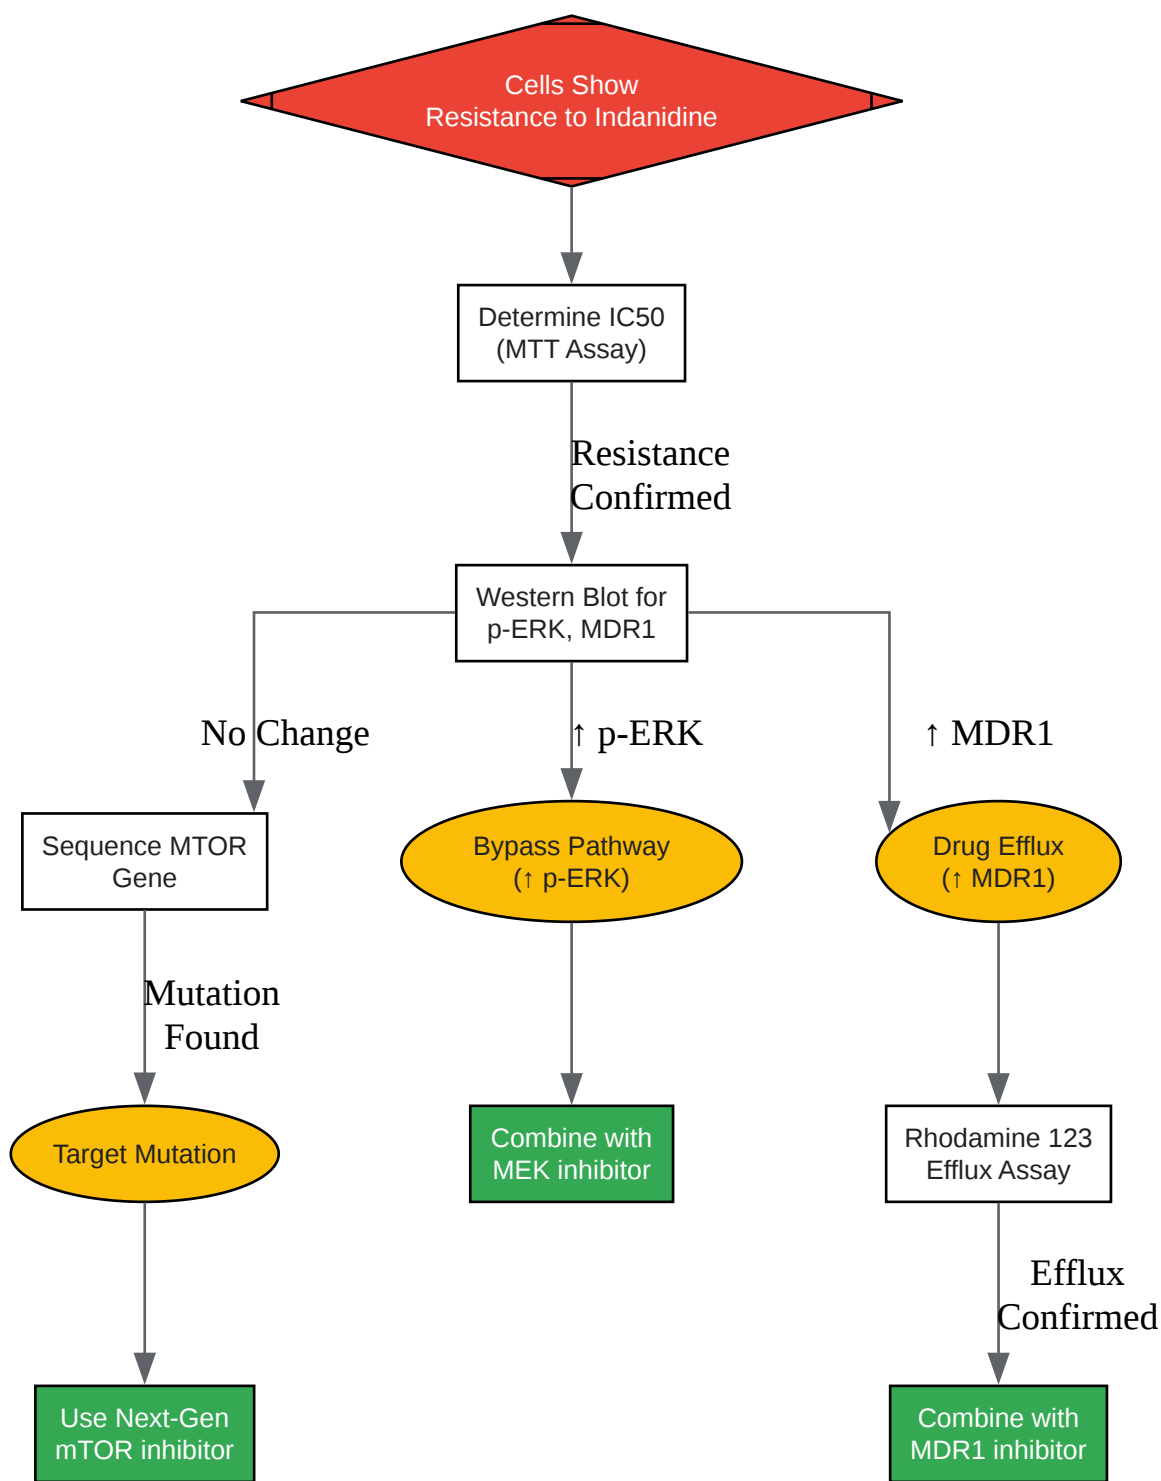 Cells Show
Resistance to Indanidine
Determine IC50
(MTT Assay)
Resistance
Confirmed
Western Blot for
p-ERK, MDR1
No Change
↑ p-ERK
↑ MDR1
Sequence MTOR
Gene
Bypass Pathway
(↑ p-ERK)
Drug Efflux
(↑ MDR1)
Mutation
Found
Target Mutation
Combine with
MEK inhibitor
Rhodamine 123
Efflux Assay
Efflux
Confirmed
Use Next-Gen
mTOR inhibitor
Combine with
MDR1 inhibitor